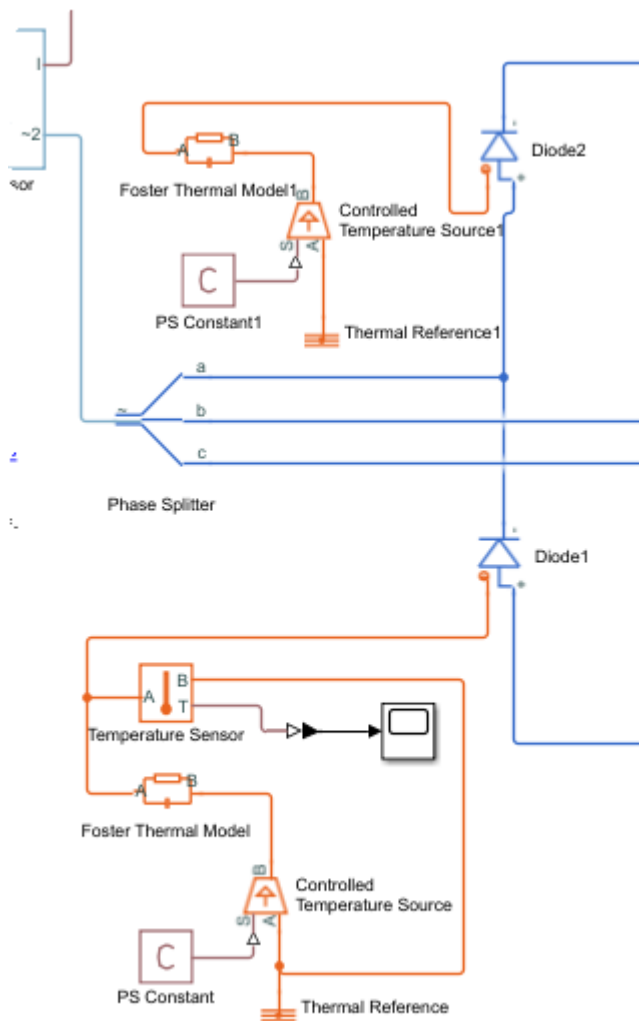 I
~2
sor
A
B
Foster Thermal Model1
B
S
A
Controlled
Temperature Source1
C
PS Constant1
Thermal Reference1
-
+
Diode2
~
a
b
c
Phase Splitter
-
+
Diode1
A
B
T
Temperature Sensor
A
B
Foster Thermal Model
B
S
A
Controlled
Temperature Source
C
PS Constant
Thermal Reference